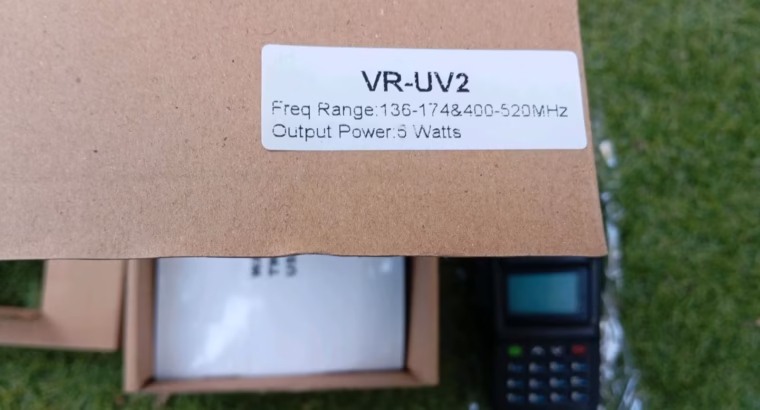 VR-UV2
Freq Range:136-174&400-520MHz
Output Power:5 Watts